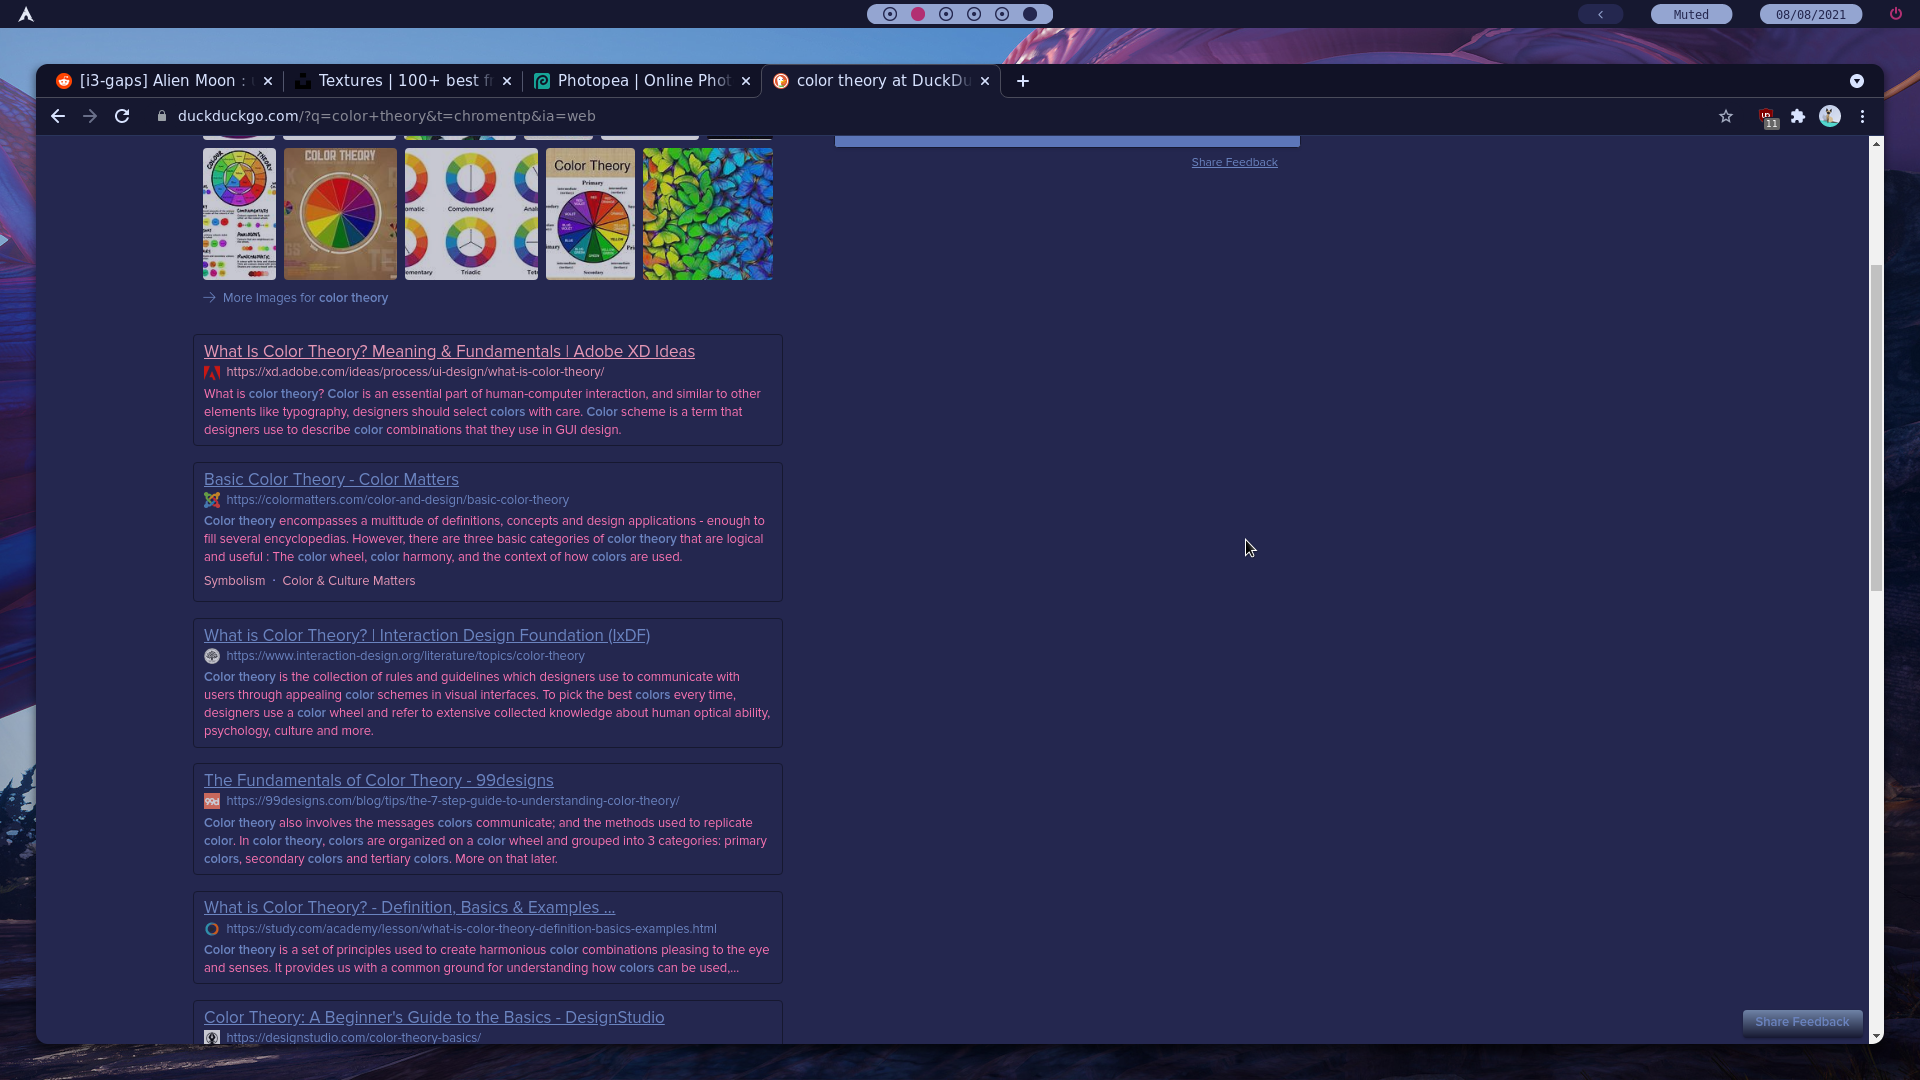 Muted
08/08/2021
[i3-gaps] Alien Moon :
Textures | 100+ best f
Photopea | Online Phot
color theory at DuckDu
duckduckgo.com/?q=color+theory&t=chromentp&ia=web
11
Share Feedback
COLOR THEORY
Complementary
Triadic
Color Theory
Primary
Secondary
More Images for color theory
What Is Color Theory? Meaning & Fundamentals | Adobe XD Ideas
https://xd.adobe.com/ideas/process/ui-design/what-is-color-theory/
What is color theory? Color is an essential part of human-computer interaction, and similar to other
elements like typography, designers should select colors with care. Color scheme is a term that
designers use to describe color combinations that they use in GUI design.
Basic Color Theory - Color Matters
https://colormatters.com/color-and-design/basic-color-theory
Color theory encompasses a multitude of definitions, concepts and design applications - enough to
fill several encyclopedias. However, there are three basic categories of color theory that are logical
and useful : The color wheel, color harmony, and the context of how colors are used.
Symbolism · Color & Culture Matters
What is Color Theory? | Interaction Design Foundation (IxDF)
https://www.interaction-design.org/literature/topics/color-theory
Color theory is the collection of rules and guidelines which designers use to communicate with
users through appealing color schemes in visual interfaces. To pick the best colors every time,
designers use a color wheel and refer to extensive collected knowledge about human optical ability,
psychology, culture and more.
The Fundamentals of Color Theory - 99designs
99d https://99designs.com/blog/tips/the-7-step-guide-to-understanding-color-theory/
Color theory also involves the messages colors communicate; and the methods used to replicate
color. In color theory, colors are organized on a color wheel and grouped into 3 categories: primary
colors, secondary colors and tertiary colors. More on that later.
What is Color Theory? - Definition, Basics & Examples ...
https://study.com/academy/lesson/what-is-color-theory-definition-basics-examples.html
Color theory is a set of principles used to create harmonious color combinations pleasing to the eye
and senses. It provides us with a common ground for understanding how colors can be used,...
Color Theory: A Beginner's Guide to the Basics - DesignStudio
https://designstudio.com/color-theory-basics/
Share Feedback